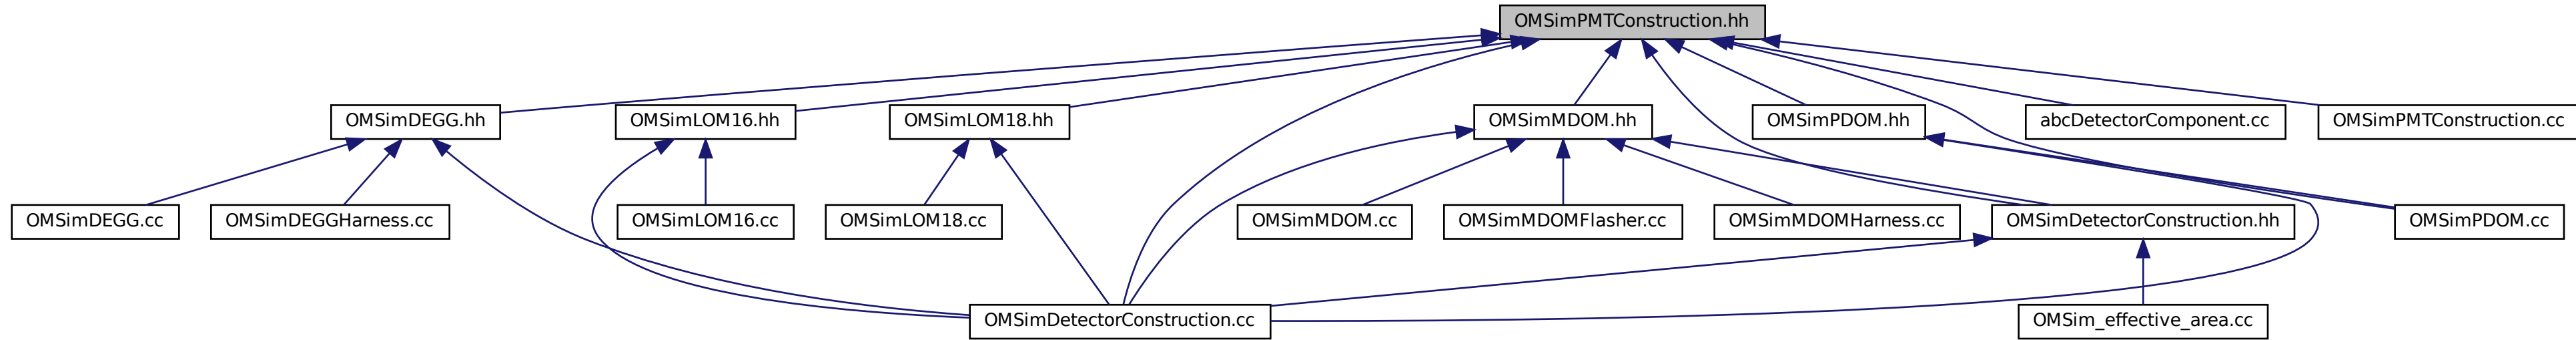 OMSimPMTConstruction.hh
OMSimDEGG.hh
OMSimLOM16.hh
OMSimLOM18.hh
OMSimMDOM.hh
OMSimPDOM.hh
abcDetectorComponent.cc
OMSimPMTConstruction.cc
OMSimDEGG.cc
OMSimDEGGHarness.cc
OMSimLOM16.cc
OMSimLOM18.cc
OMSimMDOM.cc
OMSimMDOMFlasher.cc
OMSimMDOMHarness.cc
OMSimDetectorConstruction.hh
OMSimPDOM.cc
OMSimDetectorConstruction.cc
OMSim_effective_area.cc